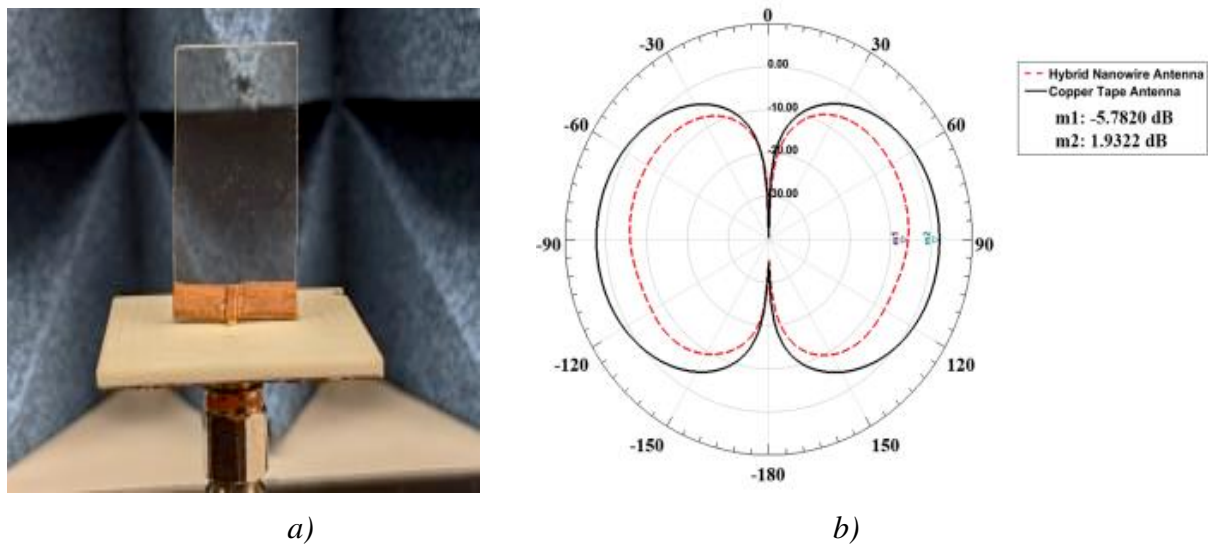 0
-30
30
0.00
-10.00
-20.00
-30.00
-60
60
-90
m1
m2
90
-120
120
-150
150
-180
Hybrid Nanowire Antenna
Copper Tape Antenna
m1: -5.7820 dB
m2: 1.9322 dB
a)
b)